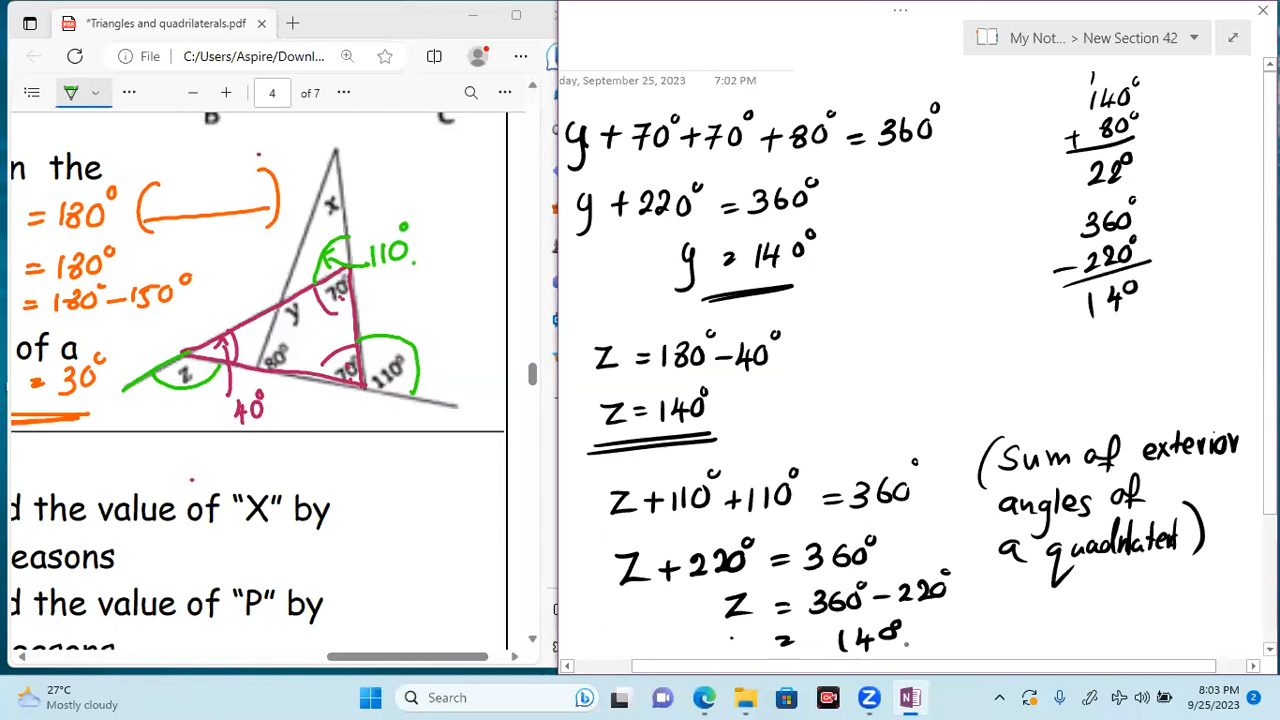 *Triangles and quadrilaterals.pdf
File
C:/Users/Aspire/Downl...
4 of 7
B C
n the
= 180° ( )
= 180°
= 180° - 150°
of a
= 30°
x
110°
70°
y
80°
70°
110°
z
40°
d the value of “X” by
easons
d the value of “P” by
easons
My Not... > New Section 42
day, September 25, 2023 7:02 PM
y + 70° + 70° + 80° = 360°
y + 220° = 360°
y = 140°
z = 180° - 40°
z = 140°
z + 110° + 110° = 360°
z + 220° = 360°
z = 360° - 220°
= 140°
140°
+ 80°
220
360°
- 220°
140
(Sum of exterior
angles of
a quadrilateral)
27°C
Mostly cloudy
Search
8:03 PM
9/25/2023
2